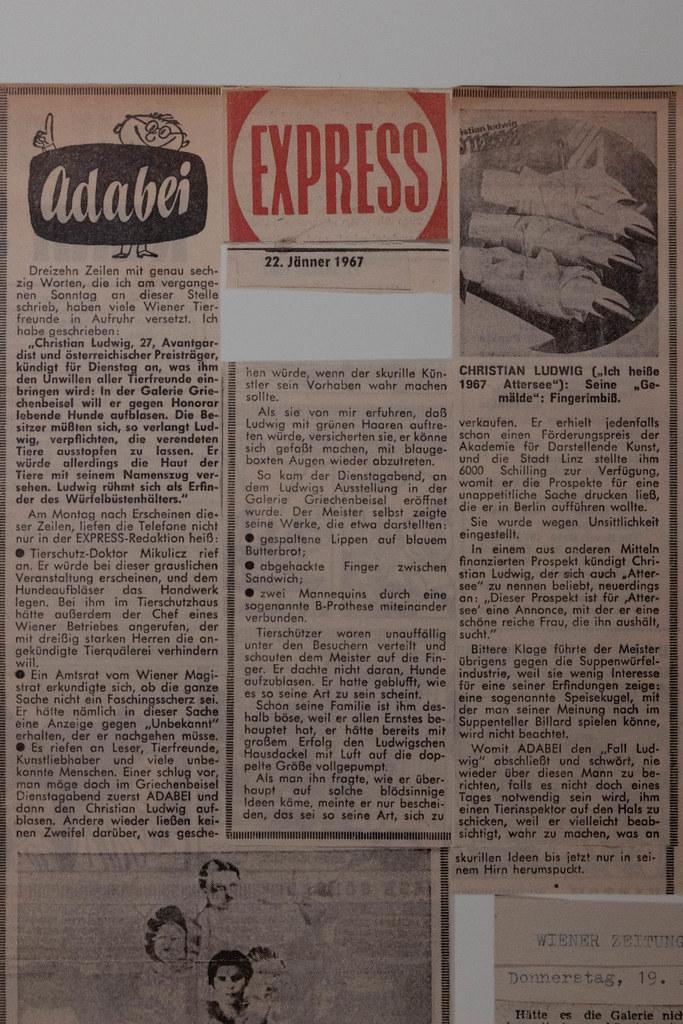 adabei
Dreizehn Zeilen mit genau sech-
zig Worten, die ich am vergange-
nen Sonntag an dieser Stelle
schrieb, haben viele Wiener Tier-
freunde in Aufruhr versetzt. Ich
habe geschrieben:
„Christian Ludwig, 27, Avantgar-
dist und österreichischer Preisträger,
kündigt für Dienstag an, was ihm
den Unwillen aller Tierfreunde ein-
bringen wird: In der Galerie Grie-
chenbeisel will er gegen Honorar
lebende Hunde aufblasen. Die Be-
sitzer müßten sich, so verlangt Lud-
wig, verpflichten, die verendeten
Tiere ausstopfen zu lassen. Er
würde allerdings die Haut der
Tiere mit seinem Namenszug ver-
sehen. Ludwig rühmt sich als Erfin-
der des Würfelbüstenhälters."
Am Montag nach Erscheinen die-
ser Zeilen, liefen die Telefone nicht
nur in der EXPRESS-Redaktion heiß:
● Tierschutz-Doktor Mikulicz rief
an. Er würde bei dieser grauslichen
Veranstaltung erscheinen, und dem
Hundeaufbläser das Handwerk
legen. Bei ihm im Tierschutzhaus
hätte außerdem der Chef eines
Wiener Betriebes angerufen, der
mit dreißig starken Herren die an-
gekündigte Tierquälerei verhindern
will.
● Ein Amtsrat vom Wiener Magi-
strat erkundigte sich, ob die ganze
Sache nicht ein Faschingsscherz sei.
Er hätte nämlich in dieser Sache
eine Anzeige gegen „Unbekannt"
erhalten, der er nachgehen müsse.
● Es riefen an Leser, Tierfreunde,
Kunstliebhaber und viele unbe-
kannte Menschen. Einer schlug vor,
man möge doch im Griechenbeisel
Dienstagabend zuerst ADABEI und
dann den Christian Ludwig auf-
blasen. Andere wieder ließen kei-
nen Zweifel darüber, was gesche-
EXPRESS
22. Jänner 1967
hen würde, wenn der skurille Kün-
stler sein Vorhaben wahr machen
sollte.
Als sie von mir erfuhren, daß
Ludwig mit grünen Haaren auftre-
ten würde, versicherten sie, er könne
sich gefaßt machen, mit blauge-
boxten Augen wieder abzutreten.
So kam der Dienstagabend, an
dem Ludwigs Ausstellung in der
Galerie Griechenbeisel eröffnet
wurde. Der Meister selbst zeigte
seine Werke, die etwa darstellten:
● gespaltene Lippen auf blauem
Butterbrot;
● abgehackte Finger zwischen
Sandwich;
● zwei Mannequins durch eine
sogenannte B-Prothese miteinander
verbunden.
Tierschützer waren unauffällig
unter den Besuchern verteilt und
schauten dem Meister auf die Fin-
ger. Er dachte nicht daran, Hunde
aufzublasen. Er hatte geblufft, wie
es so seine Art zu sein scheint.
Schon seine Familie ist ihm des-
halb böse, weil er allen Ernstes be-
hauptet hat, er hätte bereits mit
großem Erfolg den Ludwigschen
Hausdackel mit Luft auf die dop-
pelte Größe vollgepumpt.
Als man ihn fragte, wie er über-
haupt auf solche blödsinnige
Ideen käme, meinte er nur beschei-
den, das sei so seine Art, sich zu
istian ludwig
CHRISTIAN LUDWIG („Ich heiße
1967 Attersee"): Seine „Ge-
mälde": Fingerimbiß.
verkaufen. Er erhielt jedenfalls
schon einen Förderungspreis der
Akademie für Darstellende Kunst,
und die Stadt Linz stellte ihm
6000 Schilling zur Verfügung,
womit er die Prospekte für eine
unappetitliche Sache drucken ließ,
die er in Berlin aufführen wollte.
Sie wurde wegen Unsittlichkeit
eingestellt.
In einem aus anderen Mitteln
finanzierten Prospekt kündigt Chri-
stian Ludwig, der sich auch „Atter-
see" zu nennen beliebt, neuerdings
an: „Dieser Prospekt ist für ‚Atter-
see' eine Annonce, mit der er eine
schöne reiche Frau, die ihn aushält,
sucht."
Bittere Klage führte der Meister
übrigens gegen die Suppenwürfel-
industrie, weil sie wenig Interesse
für eine seiner Erfindungen zeige:
eine sogenannte Speisekugel, mit
der man seiner Meinung nach im
Suppenteller Billard spielen könne,
wird nicht beachtet.
Womit ADABEI den „Fall Lud-
wig" abschließt und schwört, nie
wieder über diesen Mann zu be-
richten, falls es nicht doch eines
Tages notwendig sein wird, ihm
einen Tierinspektor auf den Hals zu
schicken, weil er vielleicht beab-
sichtigt, wahr zu machen, was an
skurillen Ideen bis jetzt nur in sei-
nem Hirn herumspuckt.
WIENER ZEITUNG
Donnerstag, 19.
Hätte es die Galerie nic